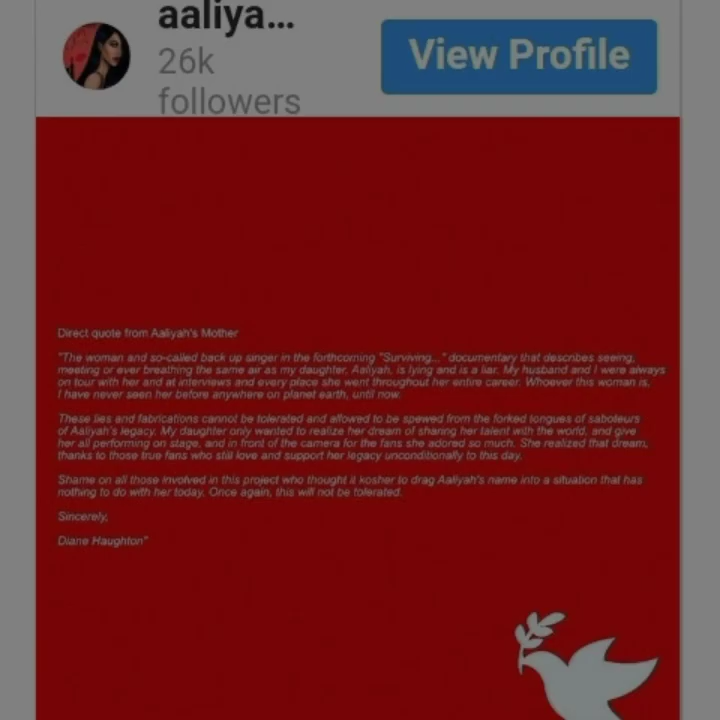 aaliya...
26k
followers
View Profile
Direct quote from Aaliyah's Mother
"The woman and so-called back up singer in the forthcoming "Surviving..." documentary that describes seeing,
meeting or ever breathing the same air as my daughter, Aaliyah, is lying and is a liar. My husband and I were always
on tour with her and at interviews and every place she went throughout her entire career. Whoever this woman is,
I have never seen her before anywhere on planet earth, until now.
These lies and fabrications cannot be tolerated and allowed to be spewed from the forked tongues of saboteurs
of Aaliyah's legacy. My daughter only wanted to realize her dream of sharing her talent with the world, and give
her all performing on stage, and in front of the camera for the fans she adored so much. She realized that dream,
thanks to those true fans who still love and support her legacy unconditionally to this day.
Shame on all those involved in this project who thought it kosher to drag Aaliyah's name into a situation that has
nothing to do with her today. Once again, this will not be tolerated.
Sincerely,
Diane Haughton"